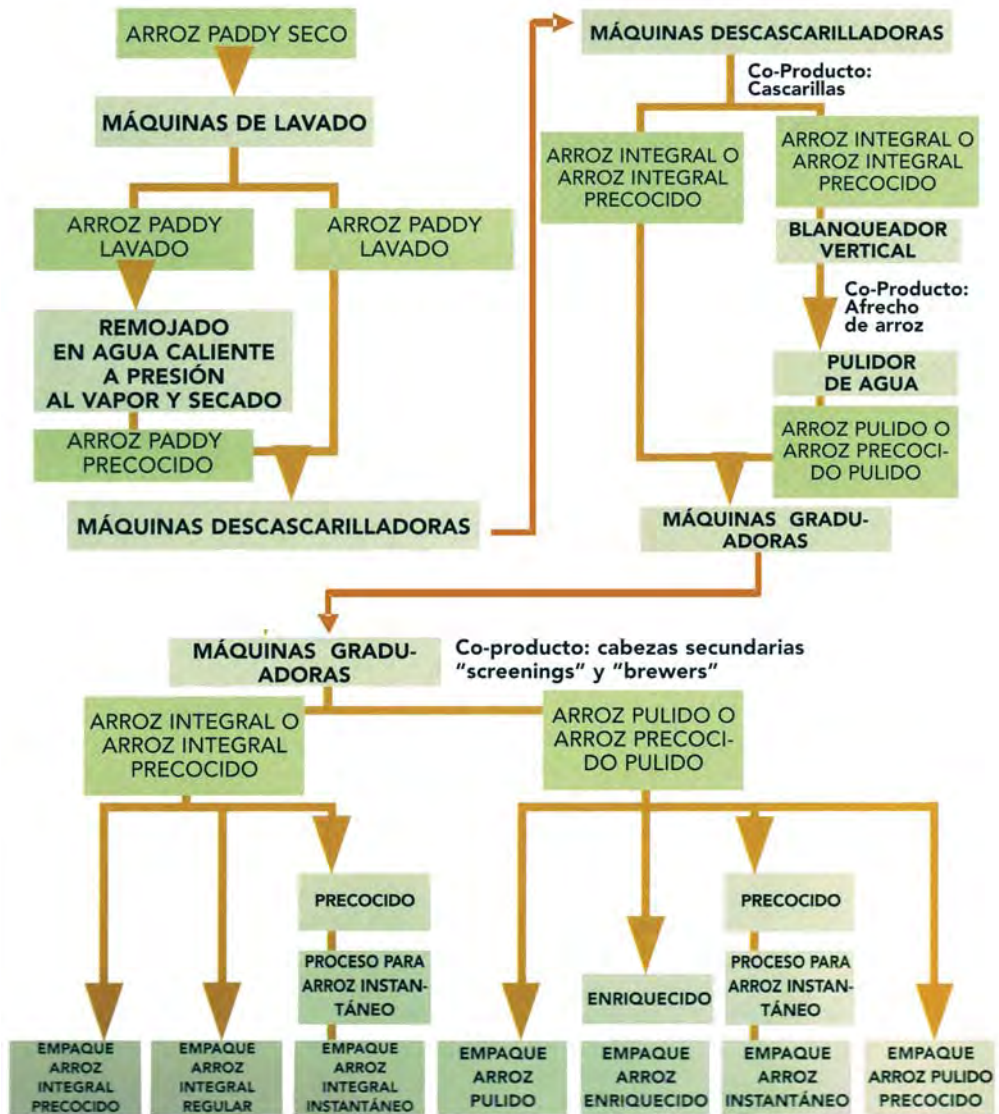 ARROZ PADDY SECO
MÁQUINAS DE LAVADO
ARROZ PADDY
LAVADO
ARROZ PADDY
LAVADO
REMOJADO
EN AGUA CALIENTE
A PRESIÓN
AL VAPOR Y SECADO
ARROZ PADDY
PRECOCIDO
MÁQUINAS DESCASCARILLADORAS
MÁQUINAS DESCASCARILLADORAS
Co-Producto:
Cascarillas
ARROZ INTEGRAL O
ARROZ INTEGRAL
PRECOCIDO
ARROZ INTEGRAL O
ARROZ INTEGRAL
PRECOCIDO
BLANQUEADOR
VERTICAL
Co-Producto:
Afrecho
de arroz
PULIDOR
DE AGUA
ARROZ PULIDO O
ARROZ PRECOCI-
DO PULIDO
MÁQUINAS GRADU-
ADORAS
MÁQUINAS GRADU-
ADORAS
Co-producto: cabezas secundarias
"screenings" y "brewers"
ARROZ INTEGRAL O
ARROZ INTEGRAL
PRECOCIDO
ARROZ PULIDO O
ARROZ PRECOCI-
DO PULIDO
PRECOCIDO
PROCESO PARA
ARROZ INSTAN-
TÁNEO
ENRIQUECIDO
PRECOCIDO
PROCESO PARA
ARROZ INSTAN-
TÁNEO
EMPAQUE
ARROZ
INTEGRAL
PRECOCIDO
EMPAQUE
ARROZ
INTEGRAL
REGULAR
EMPAQUE
ARROZ
INTEGRAL
INSTANTÁNEO
EMPAQUE
ARROZ
PULIDO
EMPAQUE
ARROZ
ENRIQUECIDO
EMPAQUE
ARROZ
INSTANTÁNEO
EMPAQUE
ARROZ PULIDO
PRECOCIDO